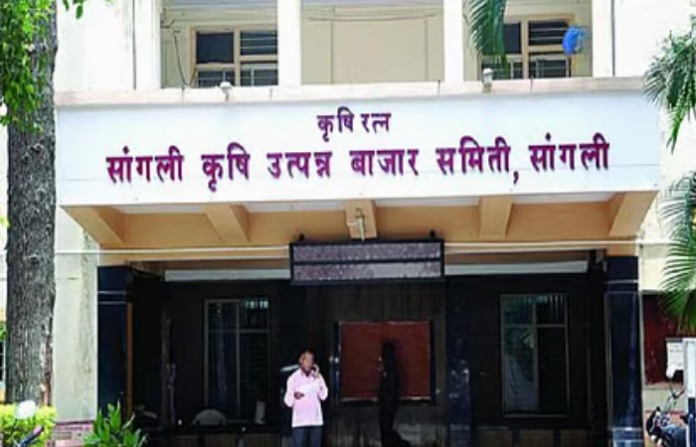 कृषि रत्न
सांगली कृषि उत्पन्न बाजार समिती, सांगली